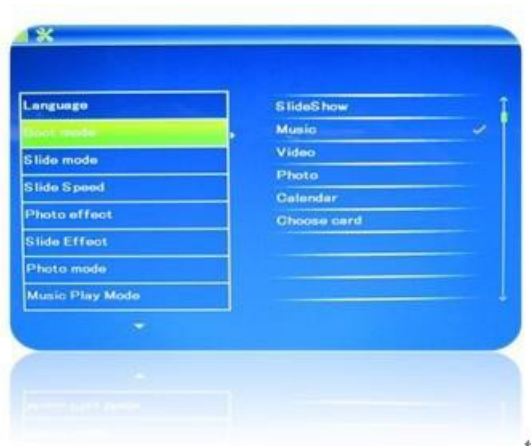 Language
Boot mode
Slide mode
Slide Speed
Photo effect
Slide Effect
Photo mode
Music Play Mode
SlideShow
Music
Video
Photo
Calendar
Choose card